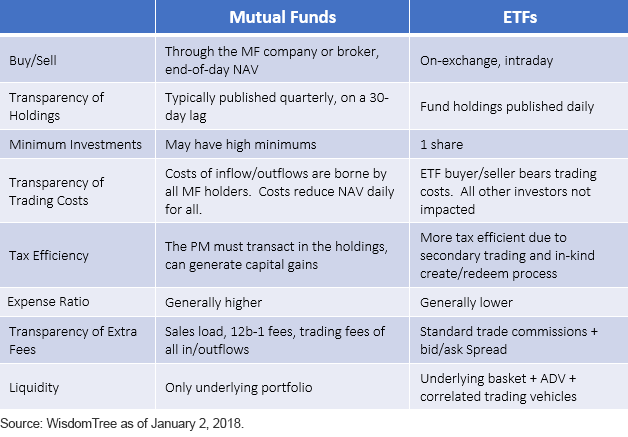 Mutual Funds
ETFs
Buy/Sell
Through the MF company or broker,
end-of-day NAV
On-exchange, intraday
Transparency of
Holdings
Typically published quarterly, on a 30-
day lag
Fund holdings published daily
Minimum Investments
May have high minimums
1 share
Transparency of
Trading Costs
Costs of inflow/outflows are borne by
all MF holders.  Costs reduce NAV daily
for all.
ETF buyer/seller bears trading
costs.  All other investors not
impacted
Tax Efficiency
The PM must transact in the holdings,
can generate capital gains
More tax efficient due to
secondary trading and in-kind
create/redeem process
Expense Ratio
Generally higher
Generally lower
Transparency of Extra
Fees
Sales load, 12b-1 fees, trading fees of
all in/outflows
Standard trade commissions +
bid/ask Spread
Liquidity
Only underlying portfolio
Underlying basket + ADV +
correlated trading vehicles
Source: WisdomTree as of January 2, 2018.